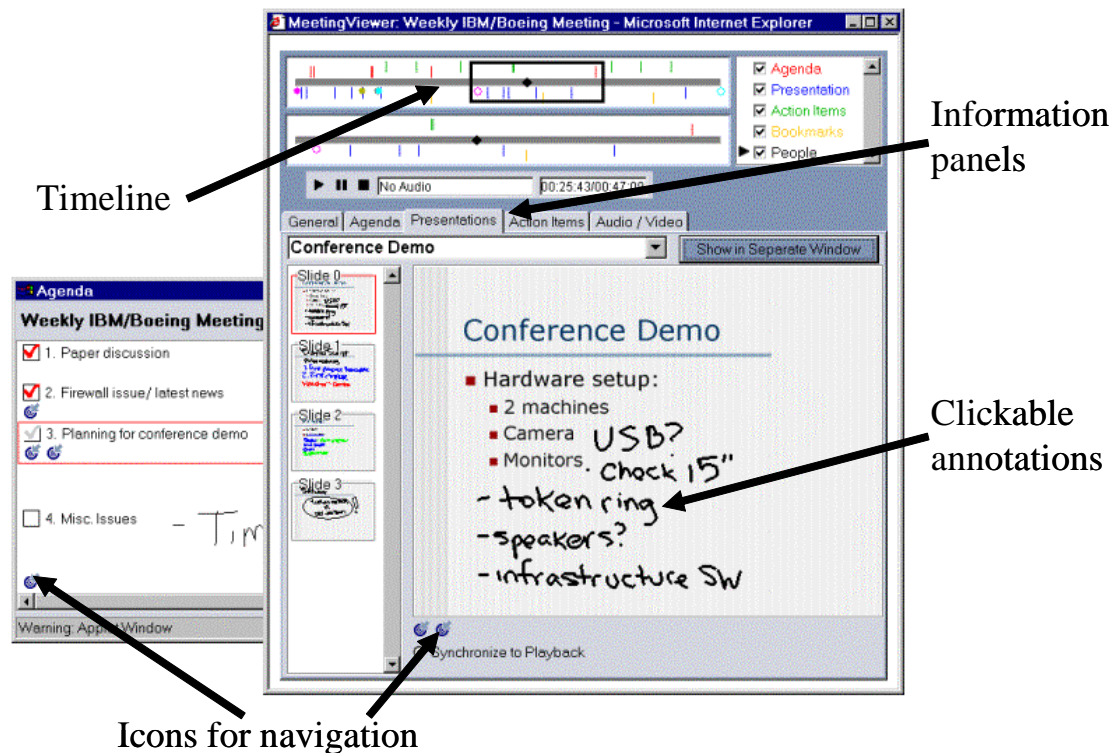 MeetingViewer: Weekly IBM/Boeing Meeting - Microsoft Internet Explorer
Agenda
Presentation
Action Items
Bookmarks
People
Information
panels
Timeline
No Audio
00:25:43/00:47:09
General
Agenda
Presentations
Action Items
Audio / Video
Conference Demo
Show in Separate Window
Agenda
Weekly IBM/Boeing Meeting
1. Paper discussion
2. Firewall issue/ latest news
3. Planning for conference demo
4. Misc. Issues
- Tim
Warning: Applet Window
Slide 0
Slide 1
Slide 2
Slide 3
Conference Demo
Hardware setup:
2 machines
Camera USB?
Monitors. Check 15"
- token ring
- speakers?
- infrastructure SW
Synchronize to Playback
Clickable
annotations
Icons for navigation